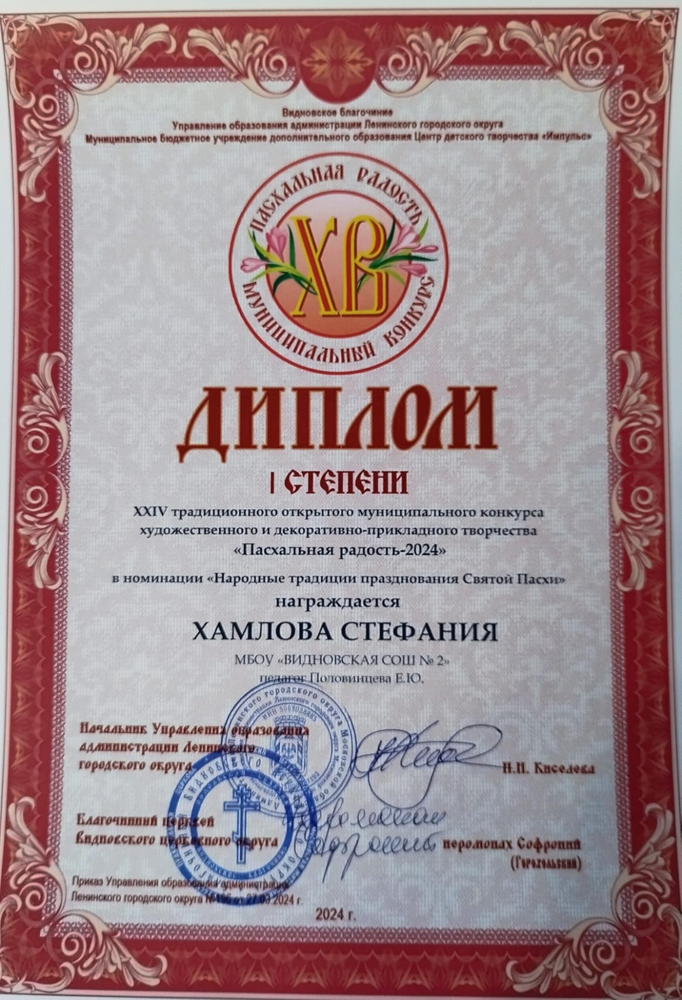 Видновское благочиние
Управление образования администрации Ленинского городского округа
Муниципальное бюджетное учреждение дополнительного образования Центр детского творчества «Импульс»
ПАСХАЛЬНАЯ РАДОСТЬ
ХВ
МУНИЦИПАЛЬНЫЙ КОНКУРС
ДИПЛОМ
I СТЕПЕНИ
XXIV традиционного открытого муниципального конкурса
художественного и декоративно-прикладного творчества
«Пасхальная радость-2024»
в номинации «Народные традиции празднования Святой Пасхи»
награждается
ХАМЛОВА СТЕФАНИЯ
МБОУ «ВИДНОВСКАЯ СОШ № 2»
педагог Половинцева Е.Ю.
Начальник Управления образования
администрации Ленинского
городского округа
Н.Н. Киселева
Благочинный церквей
Видновского церковного округа
иеромонах Софроний
(Горохольский)
Приказ Управления образования администрации
Ленинского городского округа №196 от 27.03 2024 г.
2024 г.